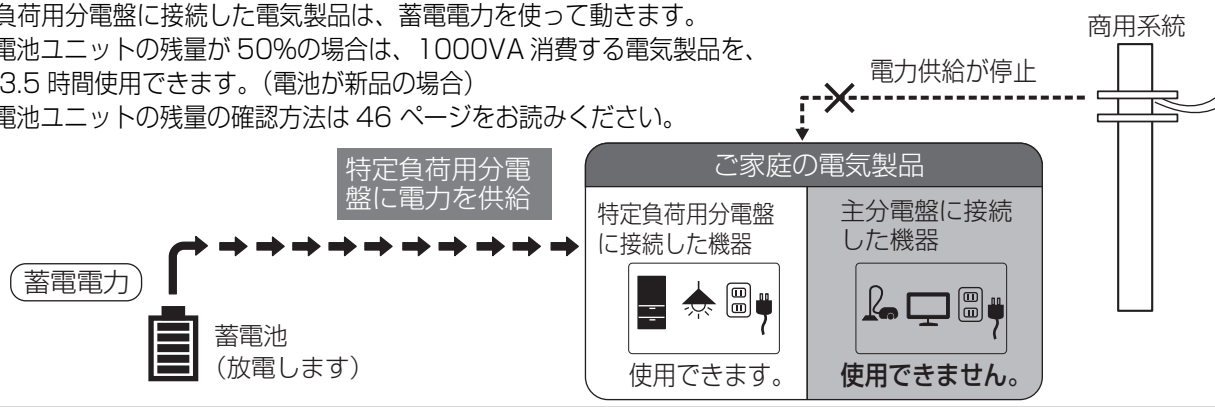 負荷用分電盤に接続した電気製品は、蓄電電力を使って動きます。
電池ユニットの残量が 50%の場合は、1000VA 消費する電気製品を、
3.5 時間使用できます。（電池が新品の場合）
電池ユニットの残量の確認方法は 46 ページをお読みください。
商用系統
電力供給が停止
特定負荷用分電
盤に電力を供給
ご家庭の電気製品
特定負荷用分電盤
に接続した機器
主分電盤に接続
した機器
蓄電電力
蓄電池
（放電します）
使用できます。
使用できません。